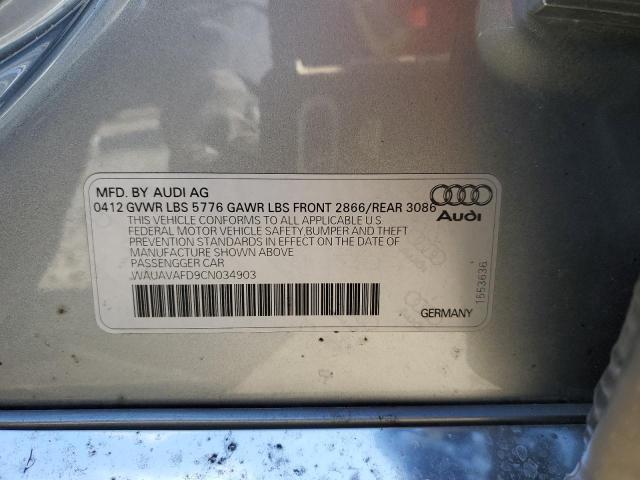 MFD. BY AUDI AG
0412 GVWR LBS 5776 GAWR LBS FRONT 2866/REAR 3086
THIS VEHICLE CONFORMS TO ALL APPLICABLE U.S
FEDERAL MOTOR VEHICLE SAFETY,BUMPER AND THEFT
PREVENTION STANDARDS IN EFFECT ON THE DATE OF
MANUFACTURE SHOWN ABOVE
PASSENGGER CAR
WAUAVAFD9CN034903
Audi
1553636
GERMANY